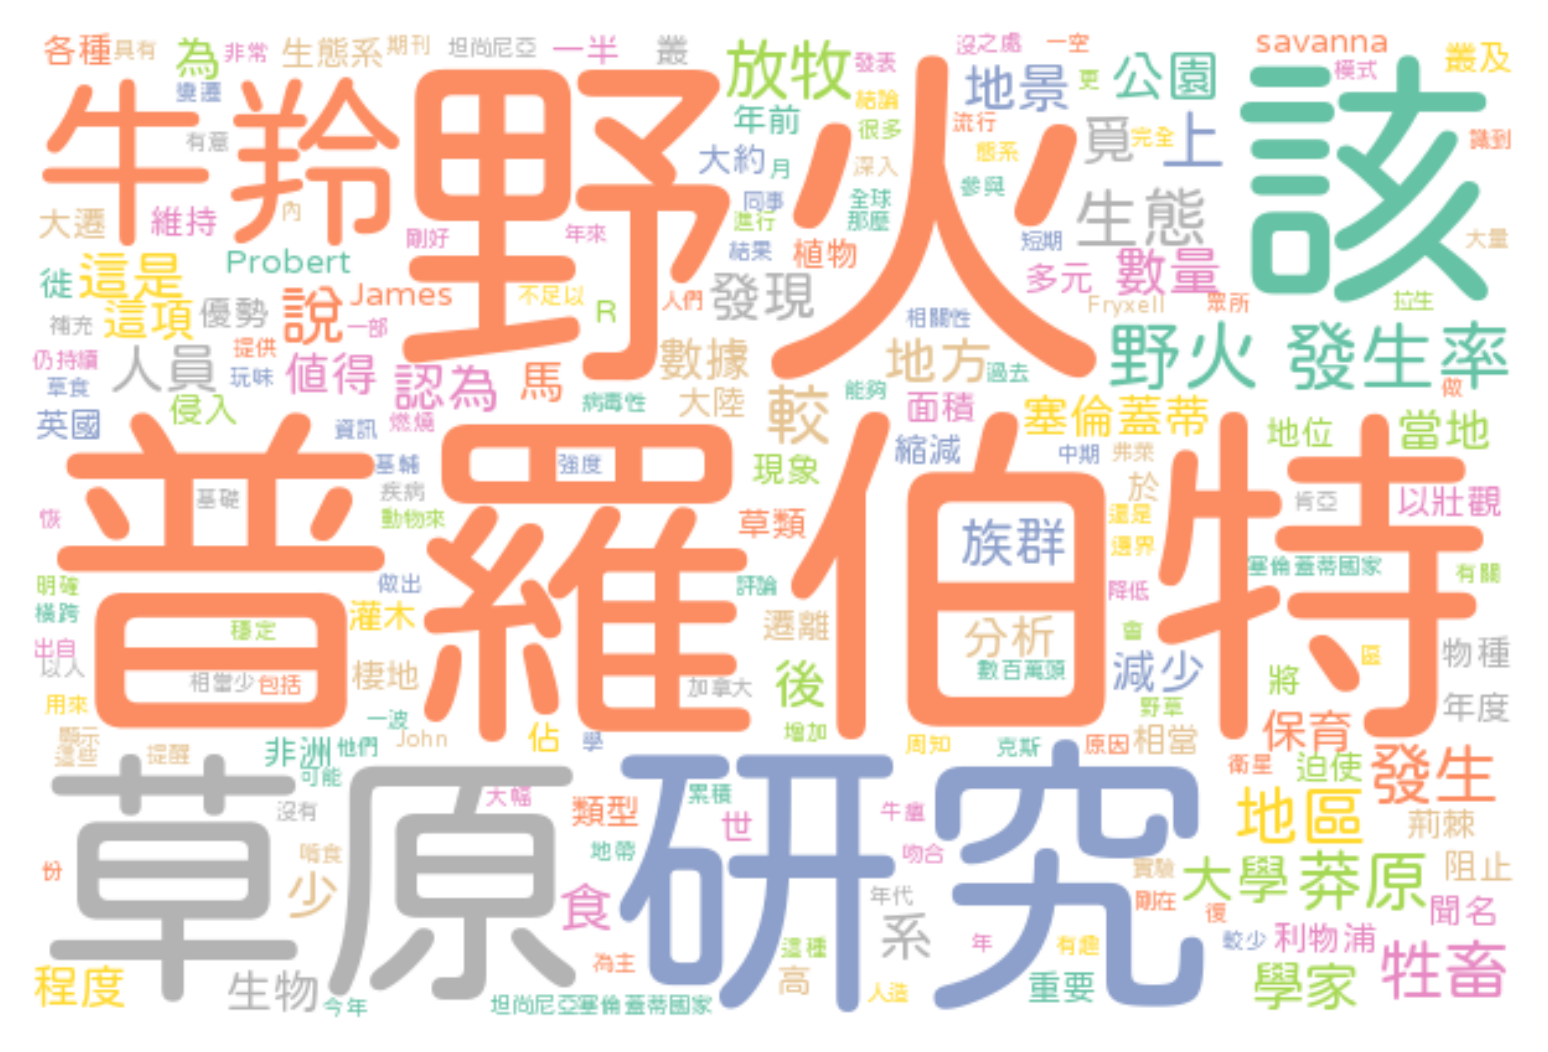 各種
具有
為
非常
生態系
期刊
坦尚尼亞
一半
叢
放牧
發表
沒之處
一空
地景
更
公園
savanna
模式
叢及
該
牛羚
野火
變遷
有意
年前
結論
很多
流行
覓
完全
上
識到
大約
月
深入
態系
大遷
維持
內
同事
全球
參與
生態
剛好
年來
進行
那麼
短期
大量
Probert
結果
植物
多元
數量
徙
這是
James
不足以
R
人們
發現
Fryxell
眾所
拉生
補充
這項
優勢
說
一部
相關性
野火 發生率
仍持續
人員
提供
值得
認為
馬
數據
地方
過去
草食
玩味
病毒性
大陸
較
能夠
面積
塞倫蓋蒂
做
英國
侵入
資訊
燃燒
縮減
中期
弗萊
地位
當地
普羅伯特
基輔
強度
現象
基礎
疾病
於
肯亞
以壯觀
恢
動物來
草類
族群
還是
邊界
塞倫蓋蒂國家
有關
明確
做出
評論
降低
橫跨
灌木
遷離
分析
會
穩定
出自
以人
相當少
包括
棲地
加拿大
後
數百萬頭
減少
區
物種
將
用來
一波
野草
年度
顯示
這些
提醒
非洲
他們
John
佔
學
增加
周知
克斯
原因
相當
保育
可能
衛星
迫使
發生
草原
研究
沒有
大幅
類型
累積
世
牛瘟
地區
荊棘
份
啃食
地帶
吻合
實驗
大學
莽原
阻止
少
食
年代
剛在
復
聞名
系
年
有趣
較少
利物浦
這種
程度
生物
今年
為主
高
人造
重要
學家
牲畜
坦尚尼亞塞倫蓋蒂國家